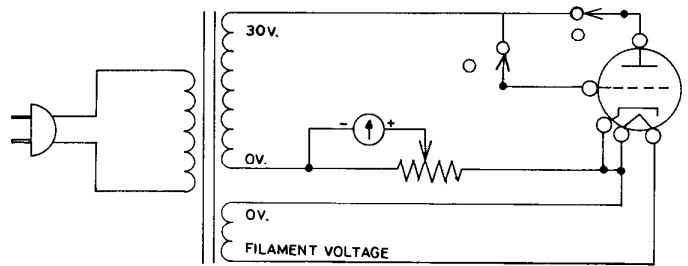 30V.
- +
0V.
0V.
FILAMENT VOLTAGE